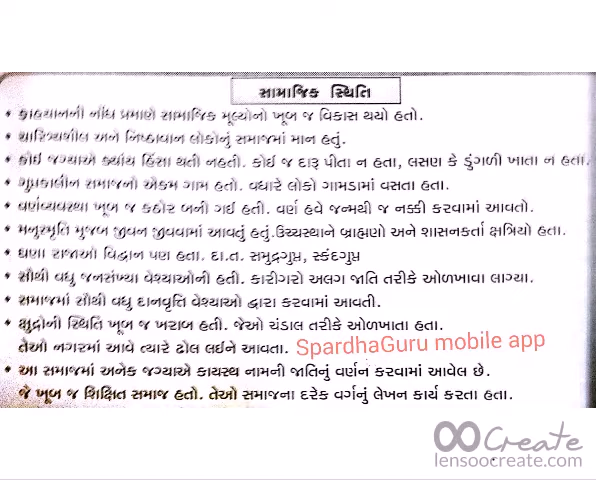 સામાજિક સ્થિતિ
• ફાહયાનની નોંધ પ્રમાણે સામાજિક મૂલ્યોનો ખૂબ જ વિકાસ થયો હતો.
• ચારિત્ર્યશીલ અને નિષ્ઠાવાન લોકોનું સમાજમાં માન હતું.
• કોઈ જગ્યાએ ક્યાંય હિંસા થતી નહતી. કોઈ જ દારૂ પીતા ન હતા, લસણ કે ડુંગળી ખાતા ન હતા.
• ગુપ્તકાલીન સમાજનો એકમ ગામ હતો. વધારે લોકો ગામડામાં વસતા હતા.
• વર્ણવ્યવસ્થા ખૂબ જ કઠોર બની ગઈ હતી. વર્ણ હવે જન્મથી જ નક્કી કરવામાં આવતો.
• મનુસ્મૃતિ મુજબ જીવન જીવવામાં આવતું હતું.ઉચ્ચસ્થાને બ્રાહ્મણો અને શાસનકર્તા ક્ષત્રિયો હતા.
• ઘણા રાજાઓ વિદ્વાન પણ હતા. દા.ત. સમુદ્રગુપ્ત, સ્કંદગુપ્ત
• સૌથી વધુ જનસંખ્યા વેશ્યાઓની હતી. કારીગરો અલગ જાતિ તરીકે ઓળખાવા લાગ્યા.
• સમાજમાં સૌથી વધુ દાનવૃત્તિ વેશ્યાઓ દ્વારા કરવામાં આવતી.
• ક્ષુદ્રોની સ્થિતિ ખૂબ જ ખરાબ હતી. જેઓ ચંડાલ તરીકે ઓળખાતા હતા.
તેઓ નગરમાં આવે ત્યારે ઢોલ લઈને આવતા. SpardhaGuru mobile app
• આ સમાજમાં અનેક જગ્યાએ કાયસ્થ નામની જાતિનું વર્ણન કરવામાં આવેલ છે.
જે ખૂબ જ શિક્ષિત સમાજ હતો. તેઓ સમાજના દરેક વર્ગનું લેખન કાર્ય કરતા હતા.
Create
lensoocreate.com